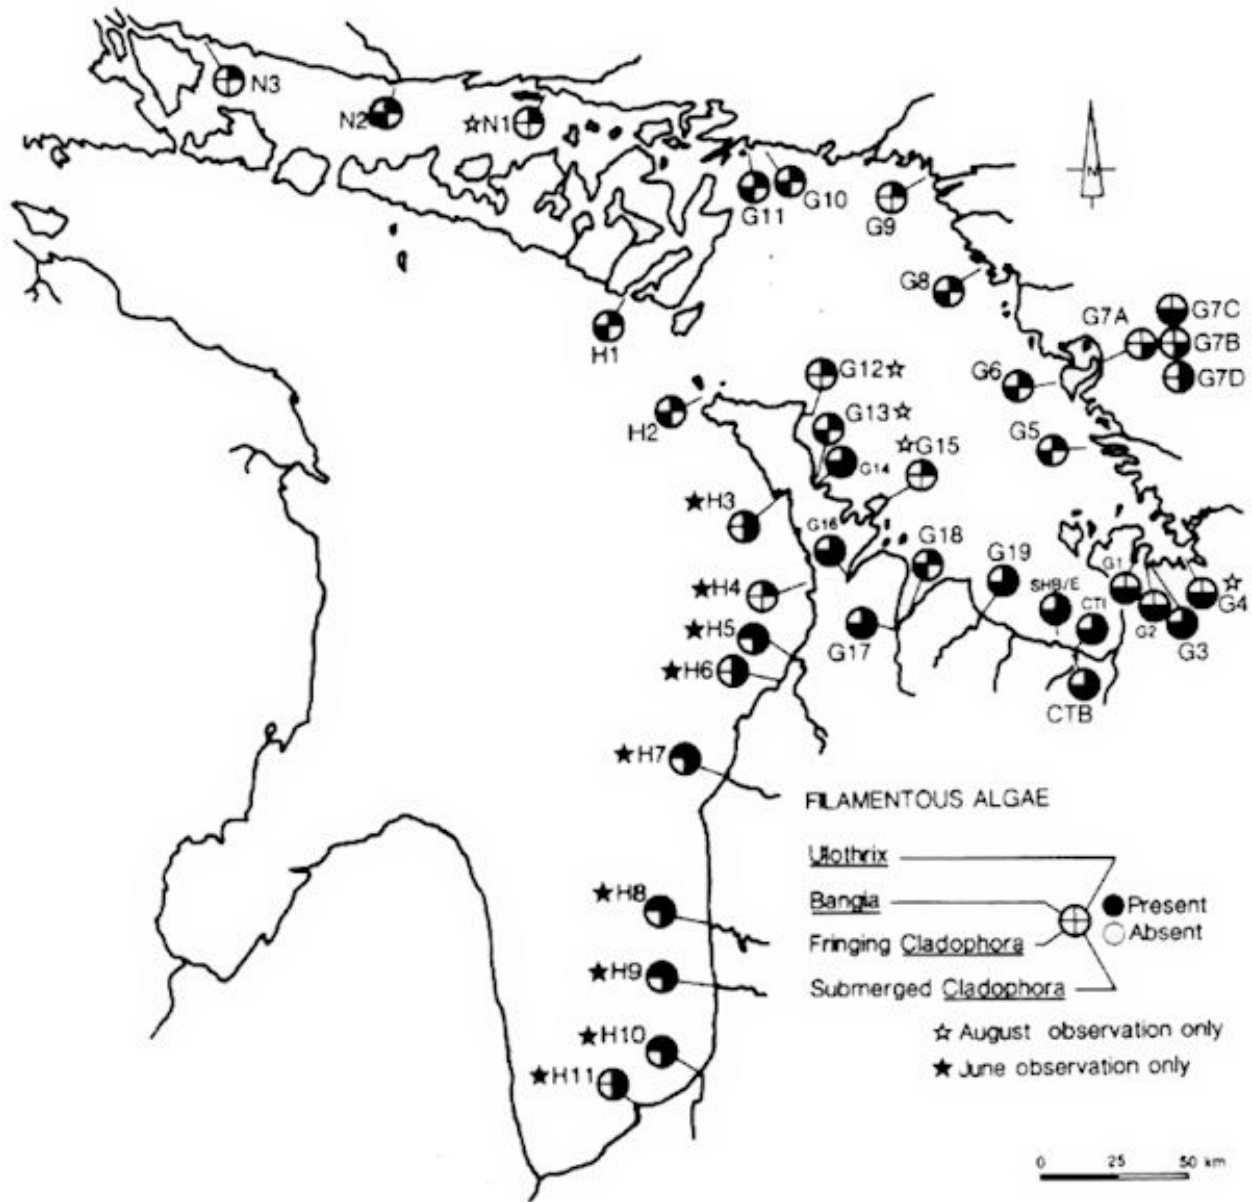 N3
N2
☆N1
N
G11
G10
G9
G8
H1
G7A
G7C
G7B
G7D
G12☆
G6
H2
G13☆
☆G15
G5
G14
★H3
G16
G18
G19
G1
SHB/E
CTI
★H4
☆
G4
G2
★H5
G17
G3
★H6
CTB
★H7
FILAMENTOUS ALGAE
Ulothrix
★H8
Bangia
Present
Absent
Fringing Cladophora
★H9
Submerged Cladophora
☆ August observation only
★H10
★ June observation only
★H11
0 25 50 km